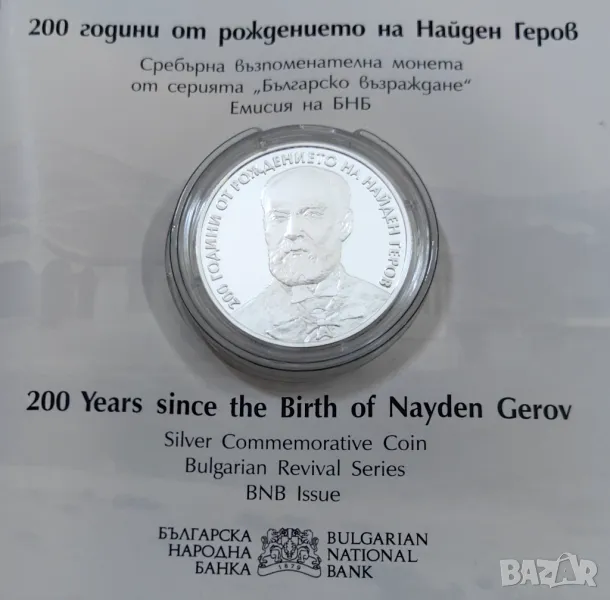 200 години от рождението на Найден Геров
Сребърна възпоменателна монета
от серията „Българско възраждане"
Емисия на БНБ
200 ГОДИНИ ОТ РОЖДЕНИЕТО НА НАЙДЕН ГЕРОВ
200 Years since the Birth of Nayden Gerov
Silver Commemorative Coin
Bulgarian Revival Series
BNB Issue
БЪЛГАРСКА
НАРОДНА
БАНКА
1879
BULGARIAN
NATIONAL
BANK
BAZAR